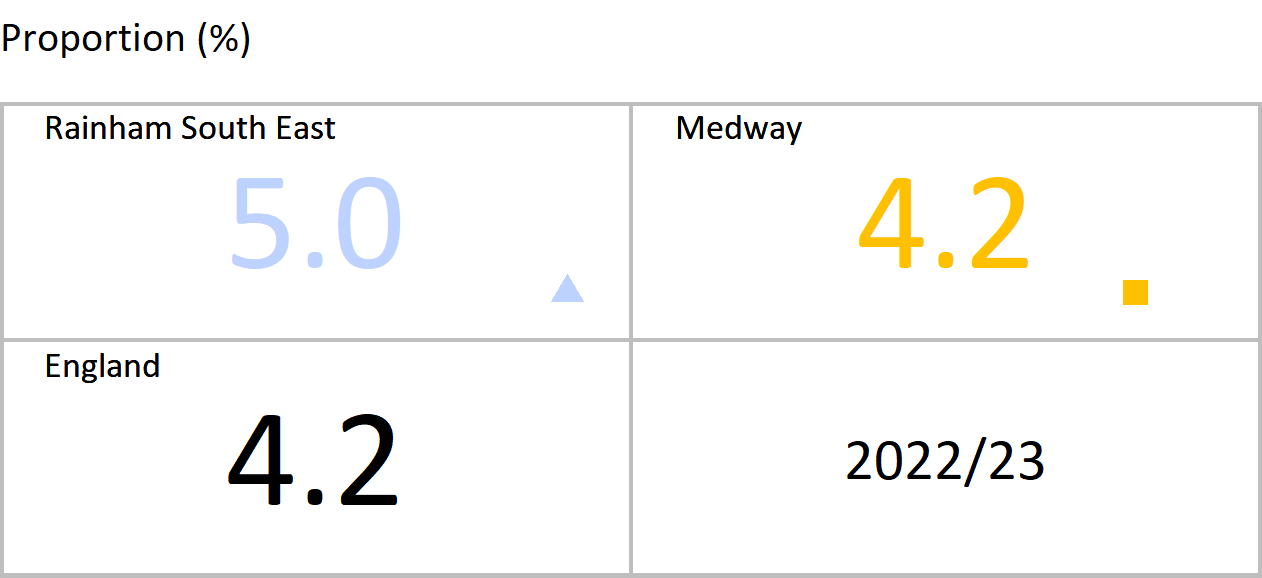 Proportion (%)
Rainham South East
5.0
Medway
4.2
England
4.2
2022/23